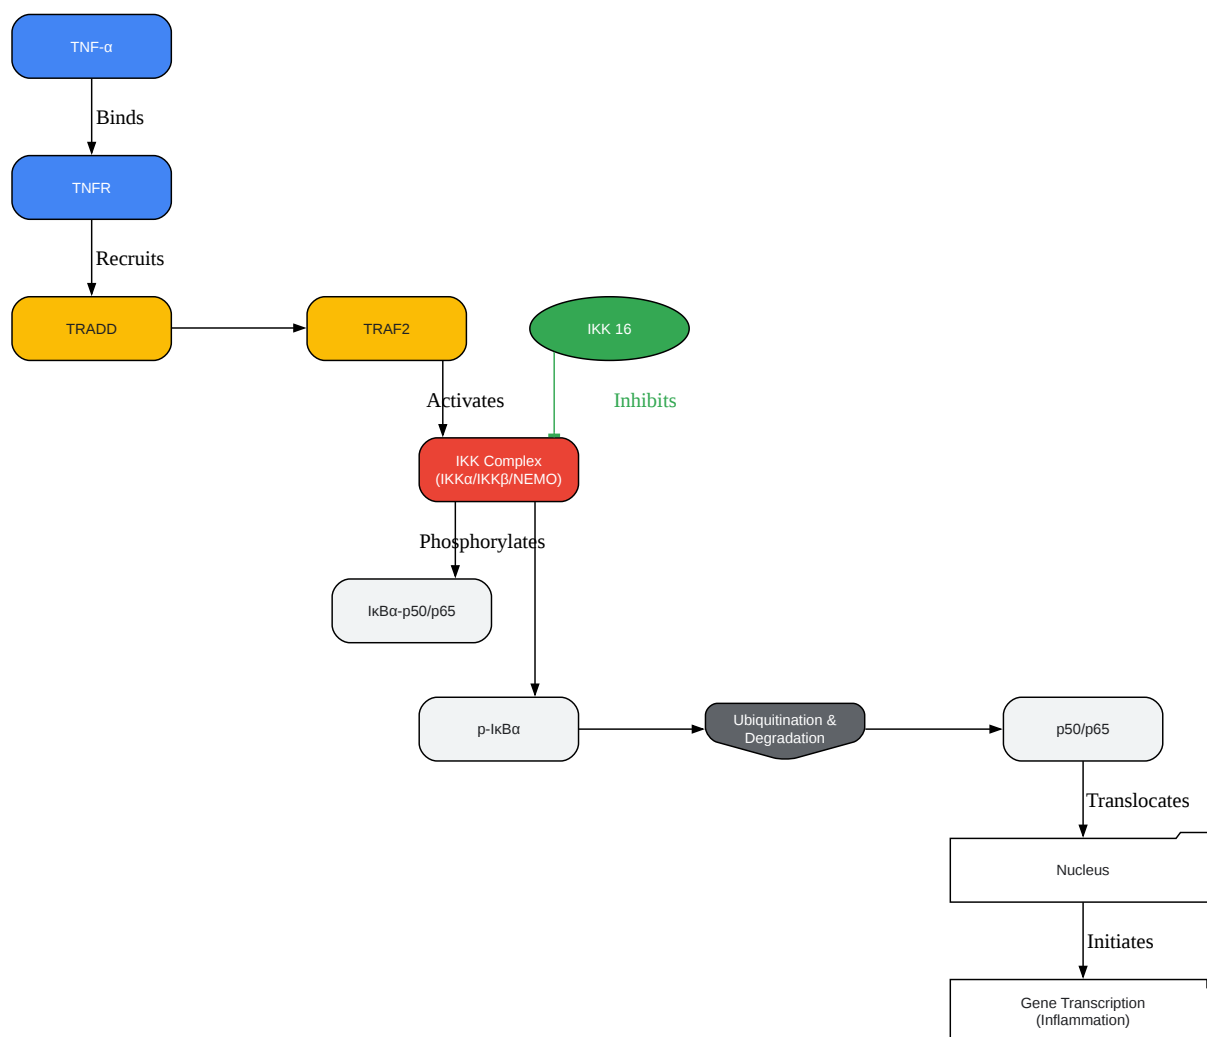 TNF-α
Binds
TNFR
Recruits
TRADD
TRAF2
IKK 16
Activates
Inhibits
IKK Complex
(IKKα/IKKβ/NEMO)
Phosphorylates
IκBα-p50/p65
p-IκBα
Ubiquitination &
Degradation
p50/p65
Translocates
Nucleus
Initiates
Gene Transcription
(Inflammation)